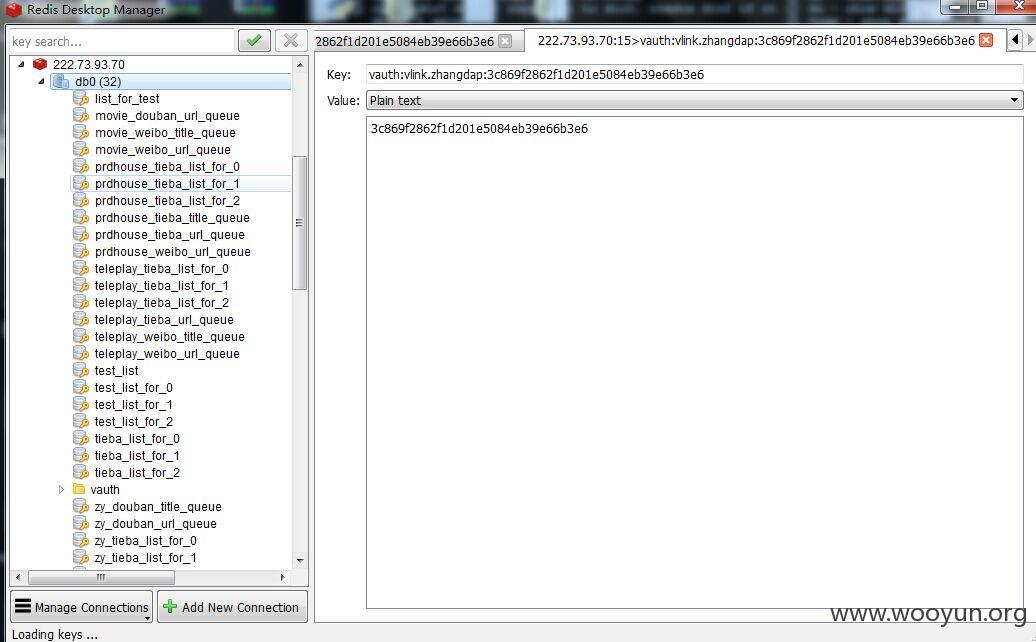 Redis Desktop Manager
key search...
2862f1d201e5084eb39e66b3e6
222.73.93.70:15>vauth:vlink.zhangdap:3c869f2862f1d201e5084eb39e66b3e6
222.73.93.70
db0 (32)
list_for_test
movie_douban_url_queue
movie_weibo_title_queue
movie_weibo_url_queue
prdhouse_tieba_list_for_0
prdhouse_tieba_list_for_1
prdhouse_tieba_list_for_2
prdhouse_tieba_title_queue
prdhouse_tieba_url_queue
prdhouse_weibo_url_queue
teleplay_tieba_list_for_0
teleplay_tieba_list_for_1
teleplay_tieba_list_for_2
teleplay_tieba_url_queue
teleplay_weibo_title_queue
teleplay_weibo_url_queue
test_list
test_list_for_0
test_list_for_1
test_list_for_2
tieba_list_for_0
tieba_list_for_1
tieba_list_for_2
vauth
zy_douban_title_queue
zy_douban_url_queue
zy_tieba_list_for_0
zy_tieba_list_for_1
Manage Connections
Add New Connection
Loading keys ...
Key: vauth:vlink.zhangdap:3c869f2862f1d201e5084eb39e66b3e6
Value: Plain text
3c869f2862f1d201e5084eb39e66b3e6
www.wooyun.org